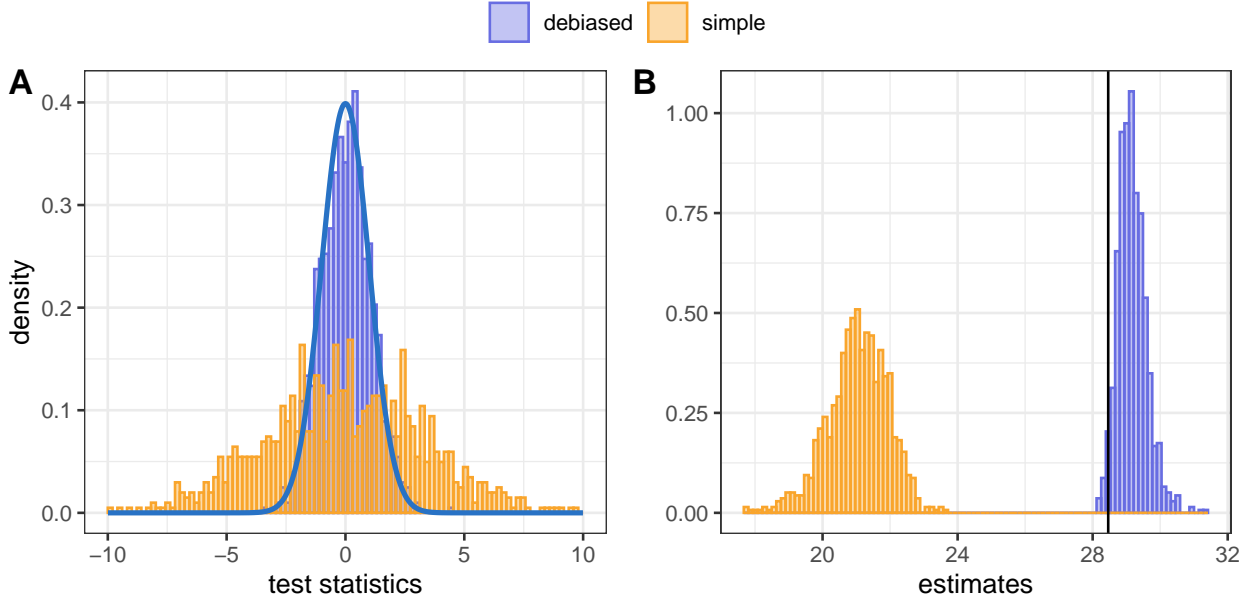 debiased simple
A
B
density
0.4
0.3
0.2
0.1
0.0
−10 −5 0 5 10
test statistics
1.00
0.75
0.50
0.25
0.00
20 24 28 32
estimates